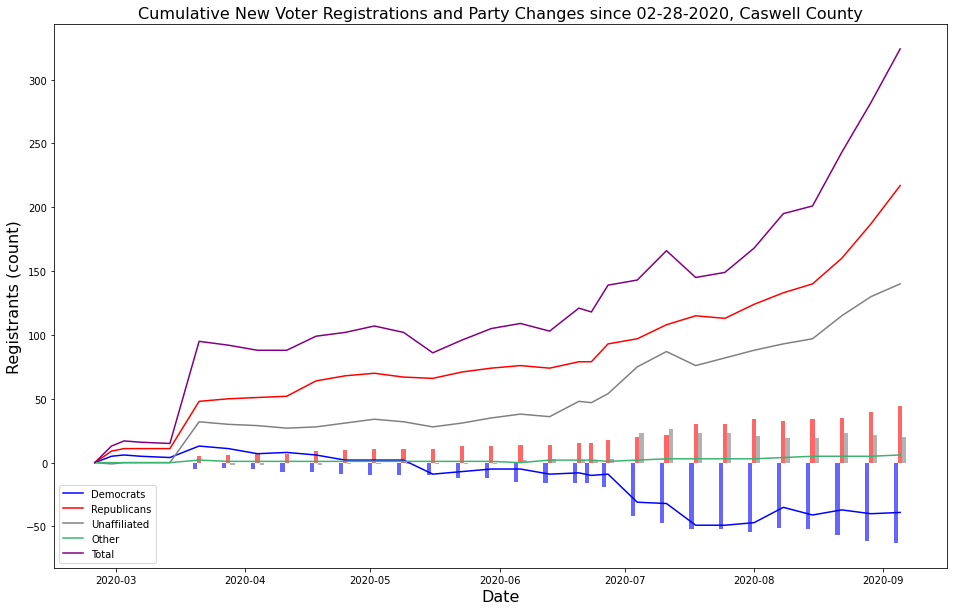 Cumulative New Voter Registrations and Party Changes since 02-28-2020, Caswell County
Registrants (count)
300
250
200
150
100
50
0
−50
Democrats
Republicans
Unaffiliated
Other
Total
2020-03 2020-04 2020-05 2020-06 2020-07 2020-08 2020-09
Date